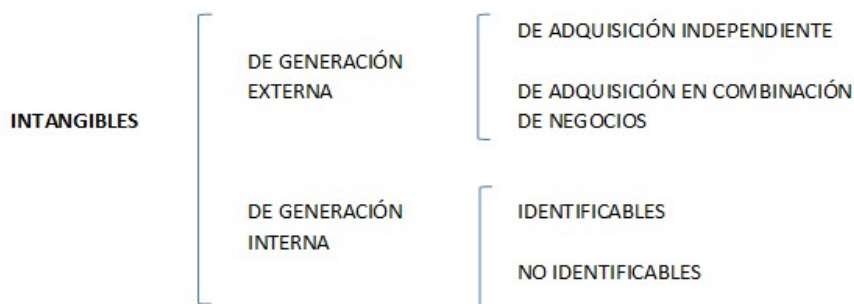 INTANGIBLES
DE GENERACIÓN
EXTERNA
DE ADQUISICIÓN INDEPENDIENTE
DE ADQUISICIÓN EN COMBINACIÓN
DE NEGOCIOS
DE GENERACIÓN
INTERNA
IDENTIFICABLES
NO IDENTIFICABLES